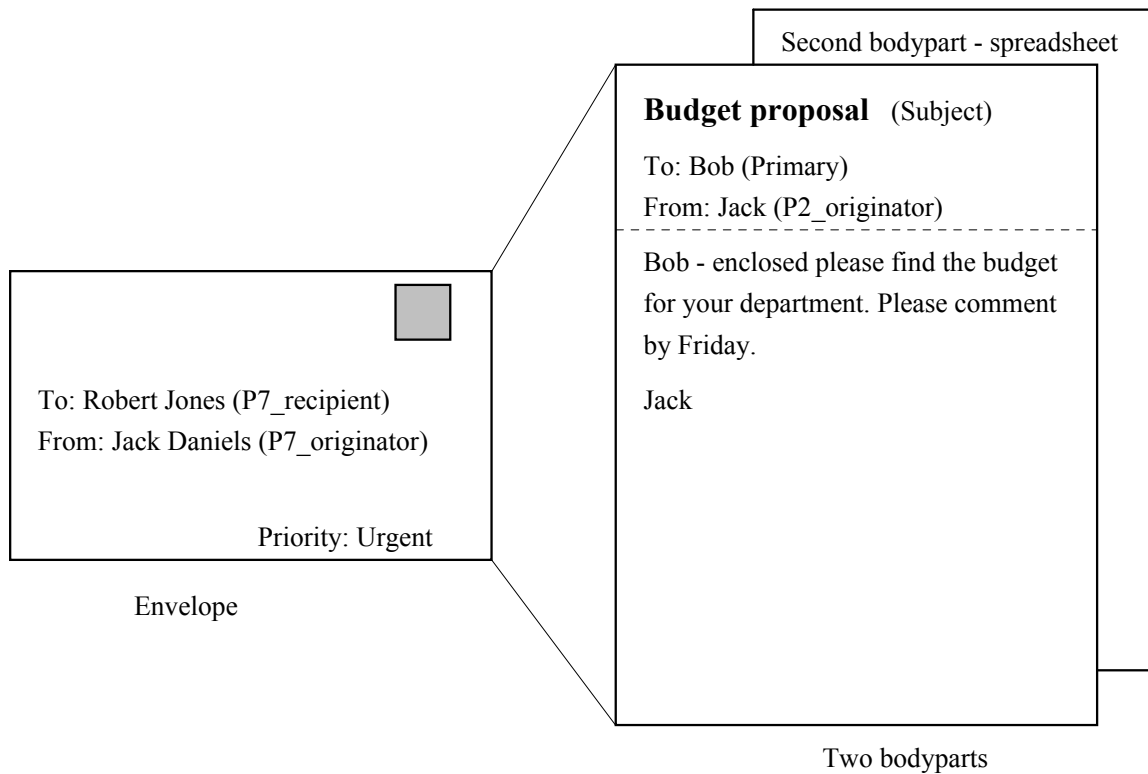 Second bodypart - spreadsheet
Budget proposal (Subject)
To: Bob (Primary)
From: Jack (P2_originator)
Bob - enclosed please find the budget
for your department. Please comment
by Friday.
Jack
To: Robert Jones (P7_recipient)
From: Jack Daniels (P7_originator)
Priority: Urgent
Envelope
Two bodyparts